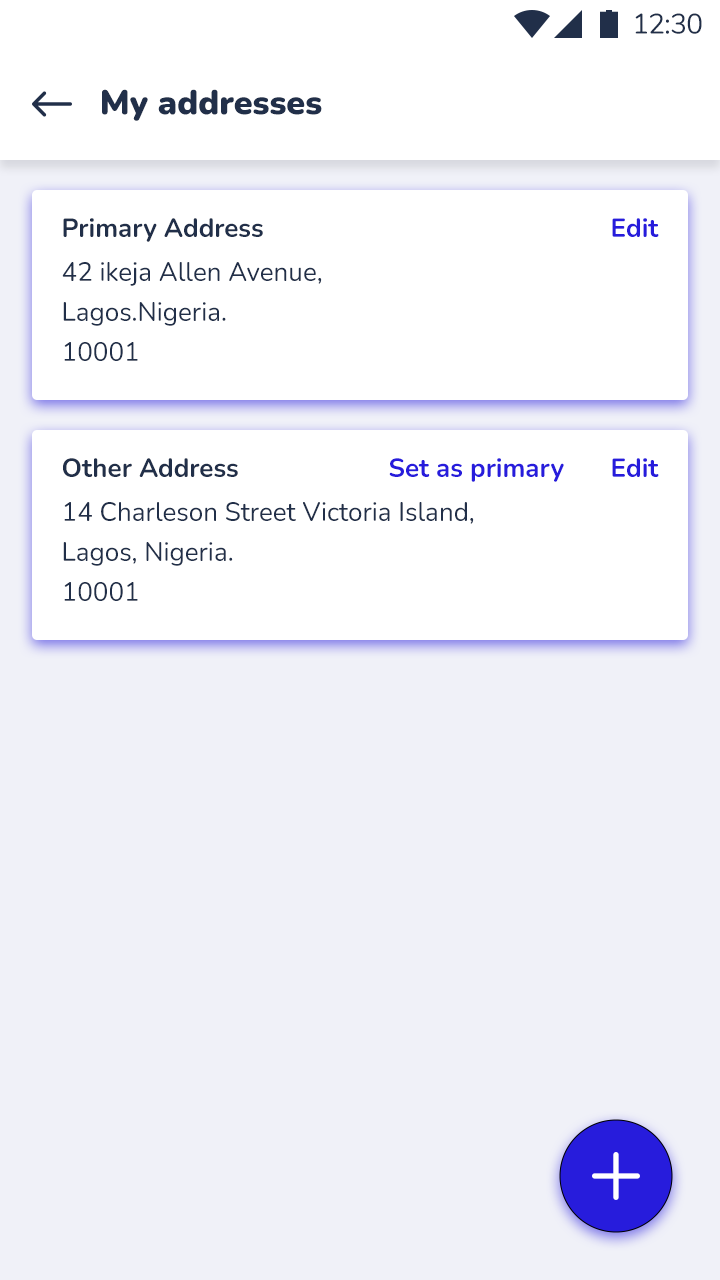 12:30
My addresses
Primary Address Edit
42 ikeja Allen Avenue,
Lagos.Nigeria.
10001
Other Address Set as primary Edit
14 Charleson Street Victoria Island,
Lagos, Nigeria.
10001